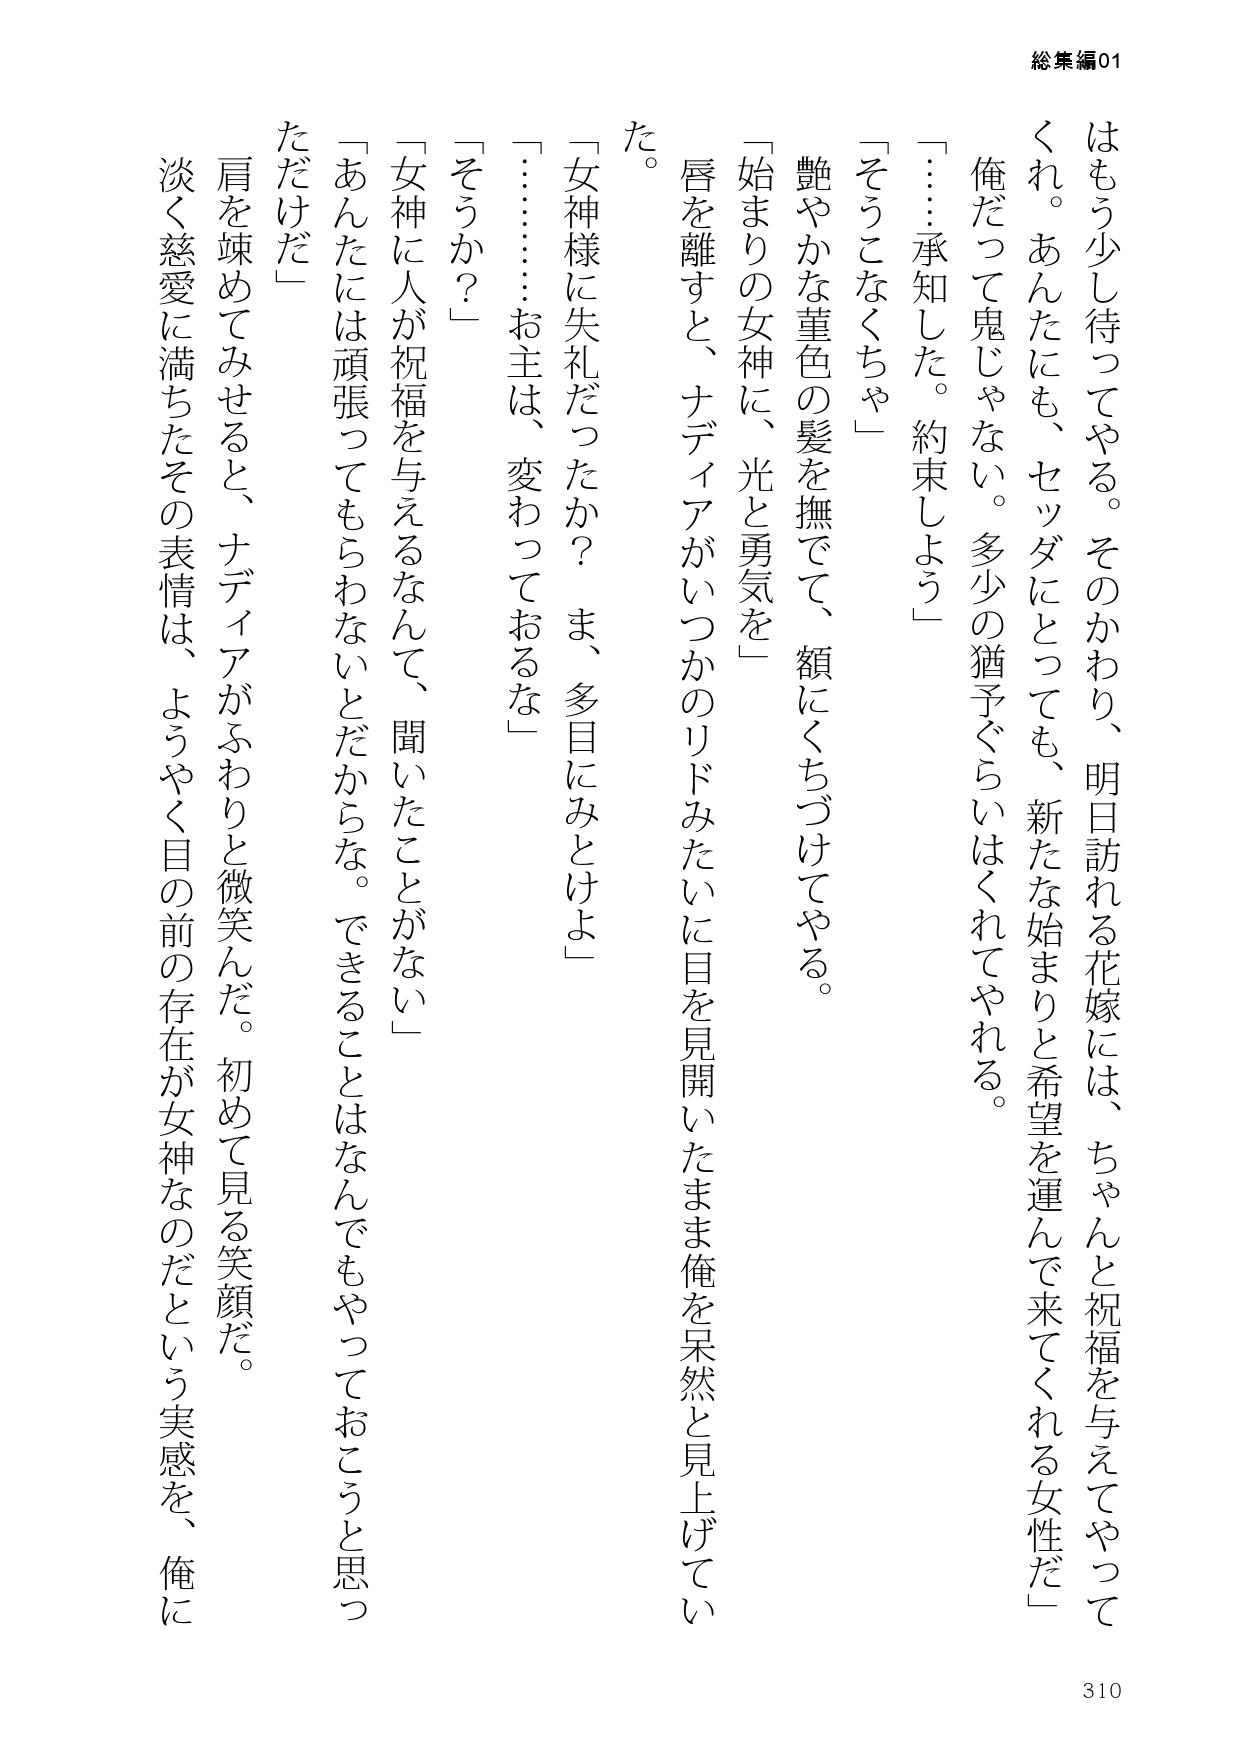 総集編01
はもう少し待ってやる。そのかわり、明日訪れる花嫁には、ちゃんと祝福を与えてやって
くれ。あんたにも、セッダにとっても、新たな始まりと希望を運んで来てくれる女性だ」
　俺だって鬼じゃない。多少の猶予ぐらいはくれてやれる。
「……承知した。約束しよう」
「そうこなくちゃ」
　艶やかな菫色の髪を撫でて、額にくちづけてやる。
「始まりの女神に、光と勇気を」
　唇を離すと、ナディアがいつかのリドみたいに目を見開いたまま俺を呆然と見上げてい
た。
「女神様に失礼だったか？　ま、多目にみとけよ」
「…………お主は、変わっておるな」
「そうか？」
「女神に人が祝福を与えるなんて、聞いたことがない」
「あんたには頑張ってもらわないとだからな。できることはなんでもやっておこうと思っ
ただけだ」
　肩を竦めてみせると、ナディアがふわりと微笑んだ。初めて見る笑顔だ。
　淡く慈愛に満ちたその表情は、ようやく目の前の存在が女神なのだという実感を、俺に
310